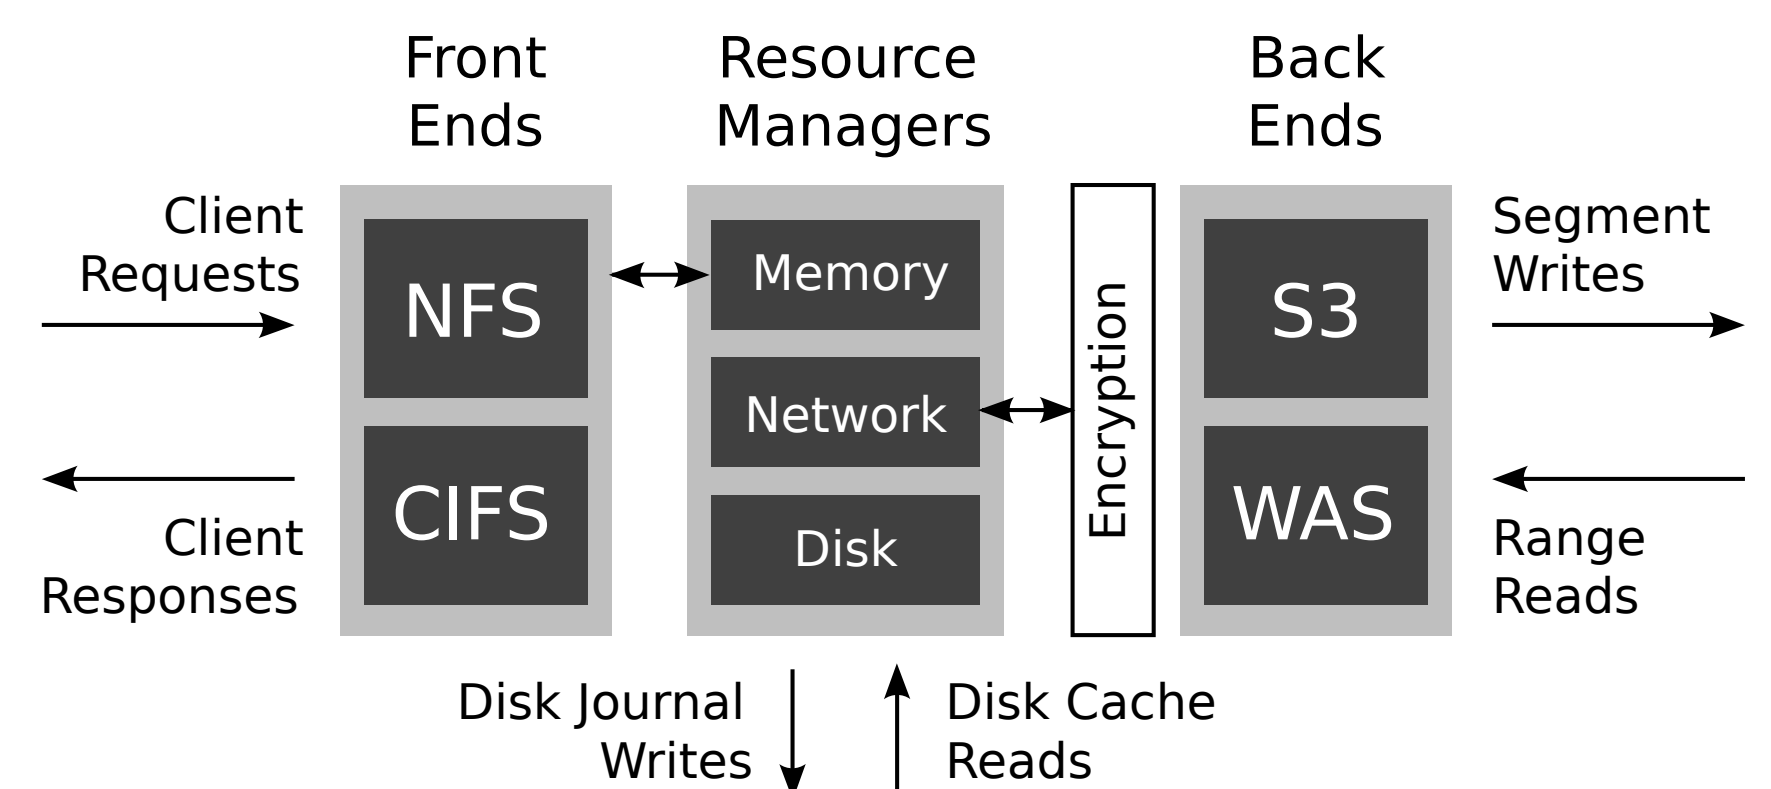 Front
Ends
Resource
Managers
Back
Ends
Client
Requests
Client
Responses
NFS
CIFS
Memory
Network
Disk
Encryption
S3
WAS
Segment
Writes
Range
Reads
Disk Journal
Writes
Disk Cache
Reads